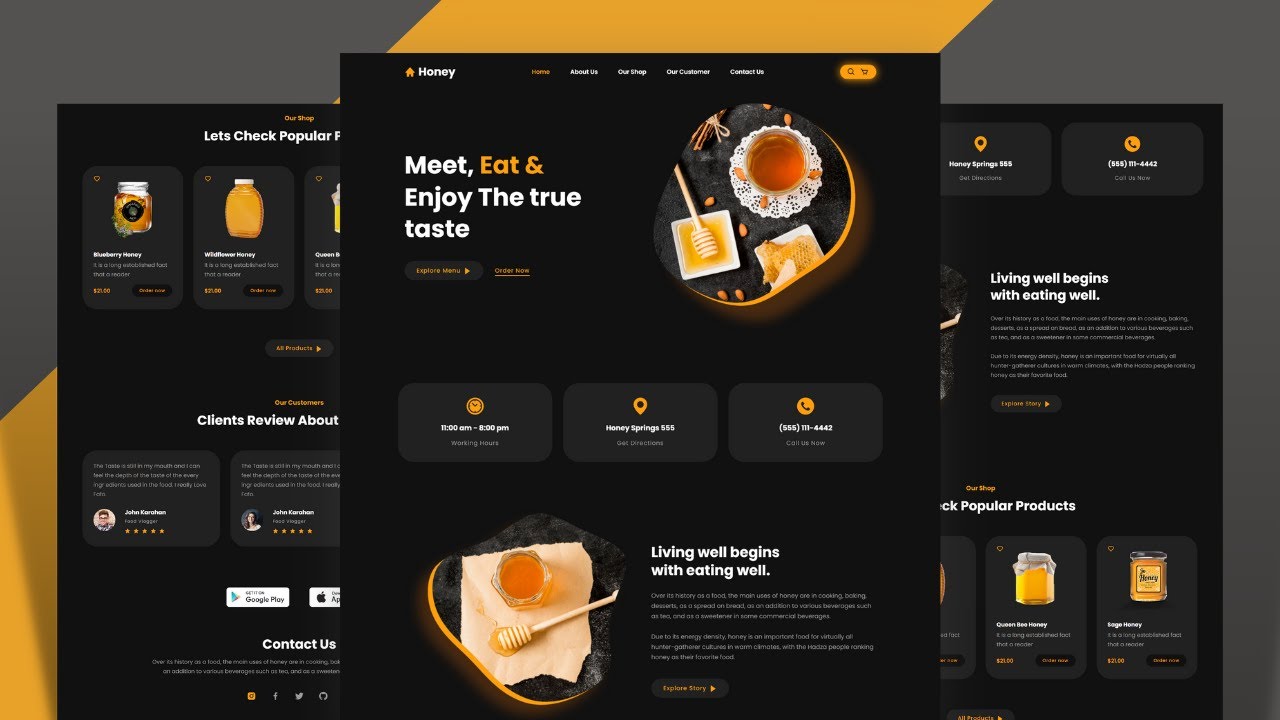 Honey
Home
About Us
Our Shop
Our Customer
Contact Us
Meet, Eat &
Enjoy The true
taste
Explore Menu
Order Now
11:00 am - 8:00 pm
Working Hours
Honey Springs 555
Get Directions
(555) 111-4442
Call Us Now
Living well begins
with eating well.
Over its history as a food, the main uses of honey are in cooking, baking,
desserts, as a spread on bread, as an addition to various beverages such
as tea, and as a sweetener in some commercial beverages.
Due to its energy density, honey is an important food for virtually all
hunter-gatherer cultures in warm climates, with the Hadza people ranking
honey as their favorite food.
Explore Story
Our Shop
Lets Check Popular P
Blueberry Honey
It is a long established fact
that a reader
$21.00
Order now
Wildflower Honey
It is a long established fact
that a reader
$21.00
Order now
Queen B
It is a long
that a
$21.00
All Products
Our Customers
Clients Review About
The Taste is still in my mouth and I can
feel the depth of the taste of the every
Ingr edients used in the food. I really Love
Foto.
John Karahan
Food Vlogger
The Taste is still in my mouth
feel the depth of the taste of the
Ingr edients used in the food. I
Foto.
John Karahan
Food Vlogger
GET IT ON
Google Play
Ap
Contact Us
Over its history as a food, the main uses of honey are in cooking, bak
an addition to various beverages such as tea, and as a sweeten
Honey Springs 555
Get Directions
(555) 111-4442
Call Us Now
Living well begins
with eating well.
Over its history as a food, the main uses of honey are in cooking, baking,
desserts, as a spread on bread, as an addition to various beverages such
as tea, and as a sweetener in some commercial beverages.
Due to its energy density, honey is an important food for virtually all
hunter-gatherer cultures in warm climates, with the Hadza people ranking
honey as their favorite food.
Explore Story
Our Shop
ck Popular Products
ed fact
Order now
Queen Bee Honey
It is a long established fact
that a reader
$21.00
Order now
Honey
Sage Honey
It is a long established fact
that a reader
$21.00
Order now
All Products